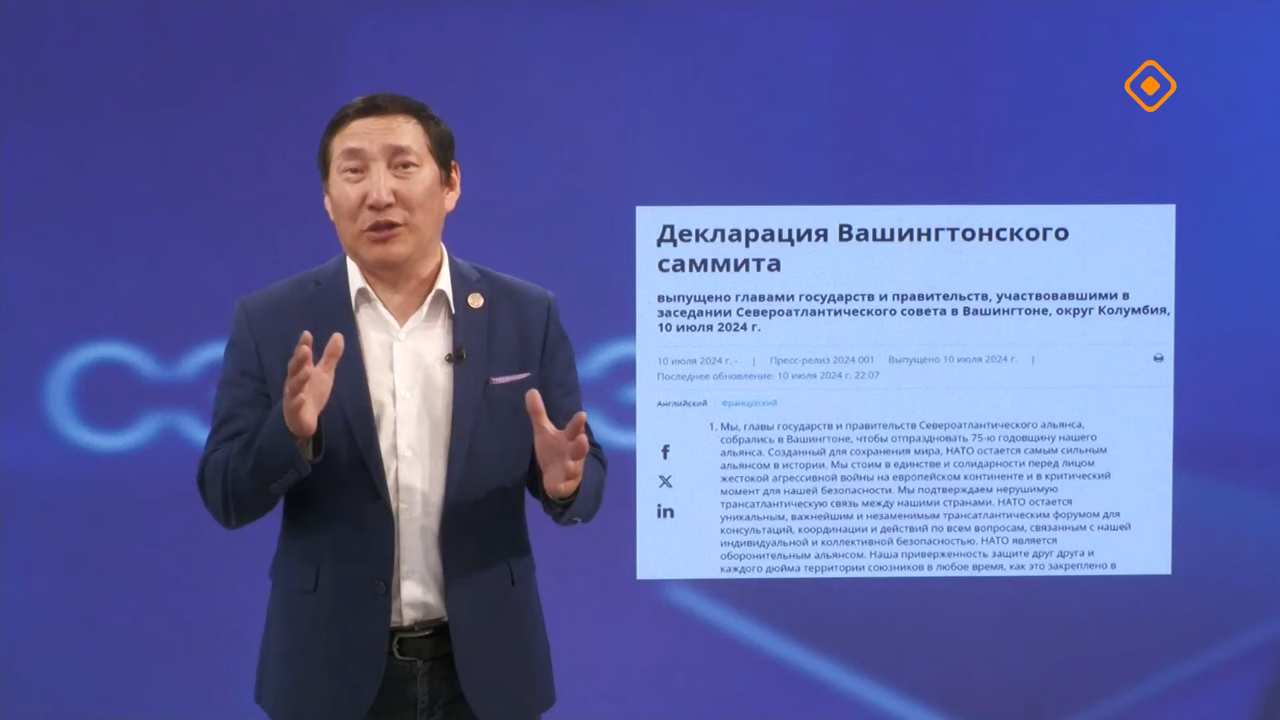 Декларация Вашингтонского
саммита
выпущено главами государств и правительств, участвовавшими в
заседании Североатлантического совета в Вашингтоне, округ Колумбия,
10 июля 2024 г.
10 июля 2024 г. - | Пресс-релиз 2024 001 Выпущено 10 июля 2024 г. |
Последнее обновление: 10 июля 2024 г. 22:07
Английский Французский
1. Мы, главы государств и правительств Североатлантического альянса,
собрались в Вашингтоне, чтобы отпраздновать 75-ю годовщину нашего
альянса. Созданный для сохранения мира, НАТО остается самым сильным
альянсом в истории. Мы стоим в единстве и солидарности перед лицом
жестокой агрессивной войны на европейском континенте и в критический
момент для нашей безопасности. Мы подтверждаем нерушимую
трансатлантическую связь между нашими странами. НАТО остается
уникальным, важнейшим и незаменимым трансатлантическим форумом для
консультаций, координации и действий по всем вопросам, связанным с нашей
индивидуальной и коллективной безопасностью. НАТО является
оборонительным альянсом. Наша приверженность защите друг друга и
каждого дюйма территории союзников в любое время, как это закреплено в